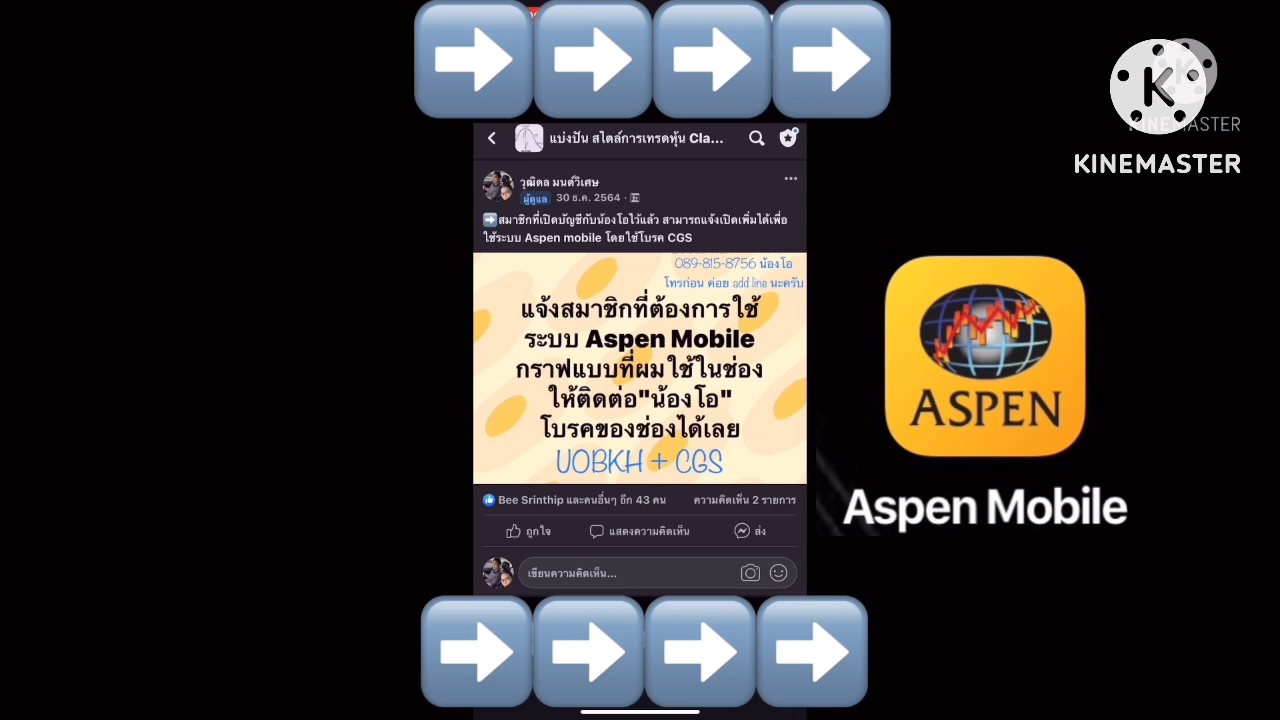 แบ่งปัน สไตล์การเทรดหุ้น Cla...
วุฒิดล มนต์วิเศษ
ผู้ดูแล 30 ธ.ค. 2564 ·
➡️สมาชิกที่เปิดบัญชีกับน้องโอไว้แล้ว สามารถแจ้งเปิดเพิ่มได้เพื่อ
ใช้ระบบ Aspen mobile โดยใช้โบรค CGS
089-815-8756 น้องโอ
โทรก่อน ค่อย add line นะครับ
แจ้งสมาชิกที่ต้องการใช้
ระบบ Aspen Mobile
กราฟแบบที่ผมใช้ในช่อง
ให้ติดต่อ"น้องโอ"
โบรคของช่องได้เลย
UOBKH + CGS
Bee Srinthip และคนอื่นๆ อีก 43 คน ความคิดเห็น 2 รายการ
ถูกใจ แสดงความคิดเห็น ส่ง
เขียนความคิดเห็น...
K
KINEMASTER
KINEMASTER
ASPEN
Aspen Mobile